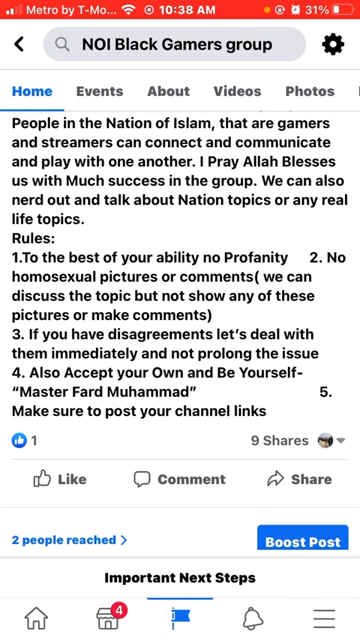 Metro by T-Mo... 10:38 AM 31%
NOI Black Gamers group
Home Events About Videos Photos
People in the Nation of Islam, that are gamers
and streamers can connect and communicate
and play with one another. I Pray Allah Blesses
us with Much success in the group. We can also
nerd out and talk about Nation topics or any real
life topics.
Rules:
1.To the best of your ability no Profanity 2. No
homosexual pictures or comments( we can
discuss the topic but not show any of these
pictures or make comments)
3. If you have disagreements let’s deal with
them immediately and not prolong the issue
4. Also Accept your Own and Be Yourself-
“Master Fard Muhammad” 5.
Make sure to post your channel links
1 9 Shares
Like Comment Share
2 people reached > Boost Post
Important Next Steps
4